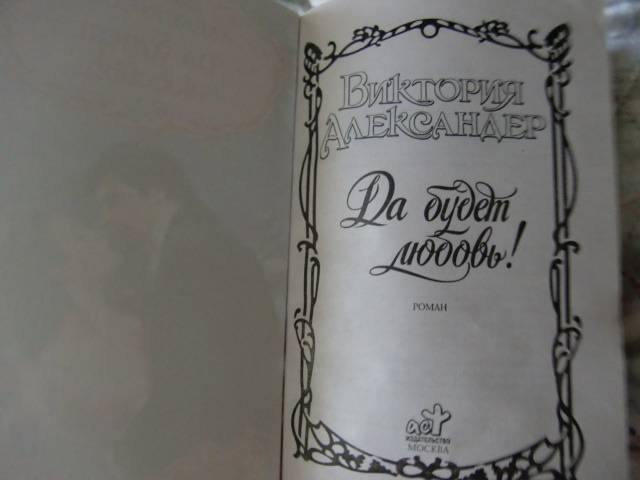 Виктория
Александер
Да будет
любовь!
РОМАН
аст
ИЗДАТЕЛЬСТВО
МОСКВА